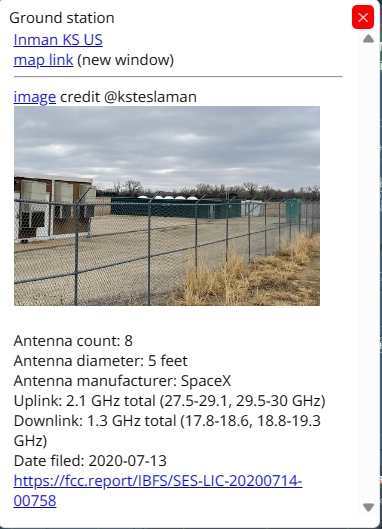 Ground station
Inman KS US
map link (new window)
image credit @ksteslaman
Antenna count: 8
Antenna diameter: 5 feet
Antenna manufacturer: SpaceX
Uplink: 2.1 GHz total (27.5-29.1, 29.5-30 GHz)
Downlink: 1.3 GHz total (17.8-18.6, 18.8-19.3
GHz)
Date filed: 2020-07-13
https://fcc.report/IBFS/SES-LIC-20200714-
00758